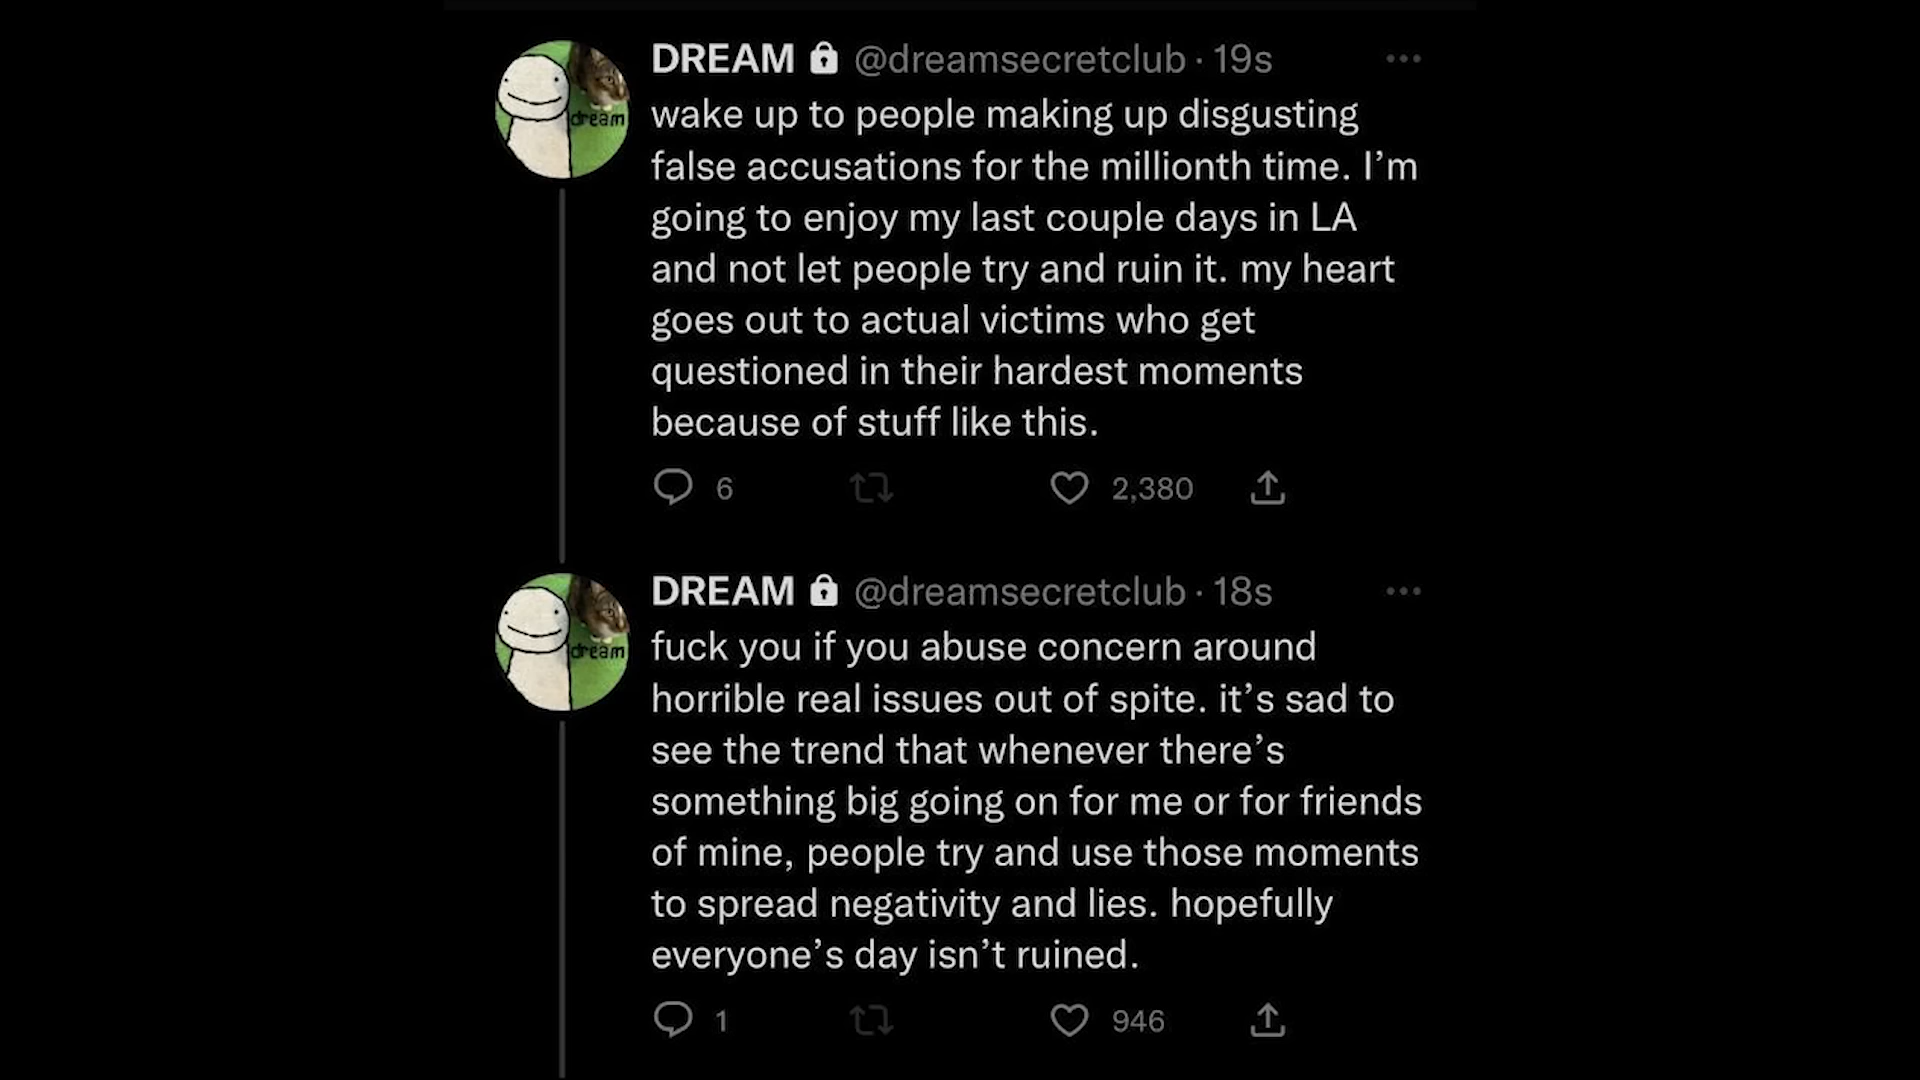 DREAM @dreamsecretclub · 19s
dream
wake up to people making up disgusting
false accusations for the millionth time. I’m
going to enjoy my last couple days in LA
and not let people try and ruin it. my heart
goes out to actual victims who get
questioned in their hardest moments
because of stuff like this.
6 2,380
DREAM @dreamsecretclub · 18s
dream
fuck you if you abuse concern around
horrible real issues out of spite. it’s sad to
see the trend that whenever there’s
something big going on for me or for friends
of mine, people try and use those moments
to spread negativity and lies. hopefully
everyone’s day isn’t ruined.
1 946